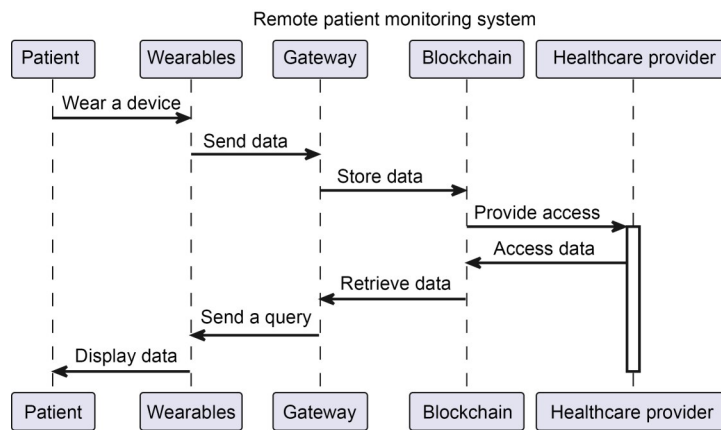 Remote patient monitoring system
Patient
Wearables
Gateway
Blockchain
Healthcare provider
Wear a device
Send data
Store data
Provide access
Access data
Retrieve data
Send a query
Display data
Patient
Wearables
Gateway
Blockchain
Healthcare provider